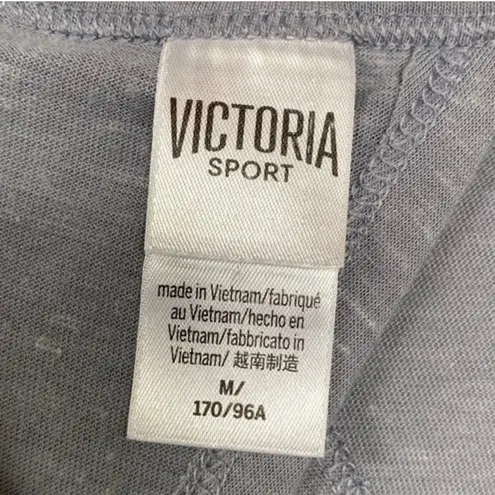 VICTORIA
SPORT
made in Vietnam/fabriqué
au Vietnam/hecho en
Vietnam/fabbricato in
Vietnam/ 越南制造
M/
170/96A